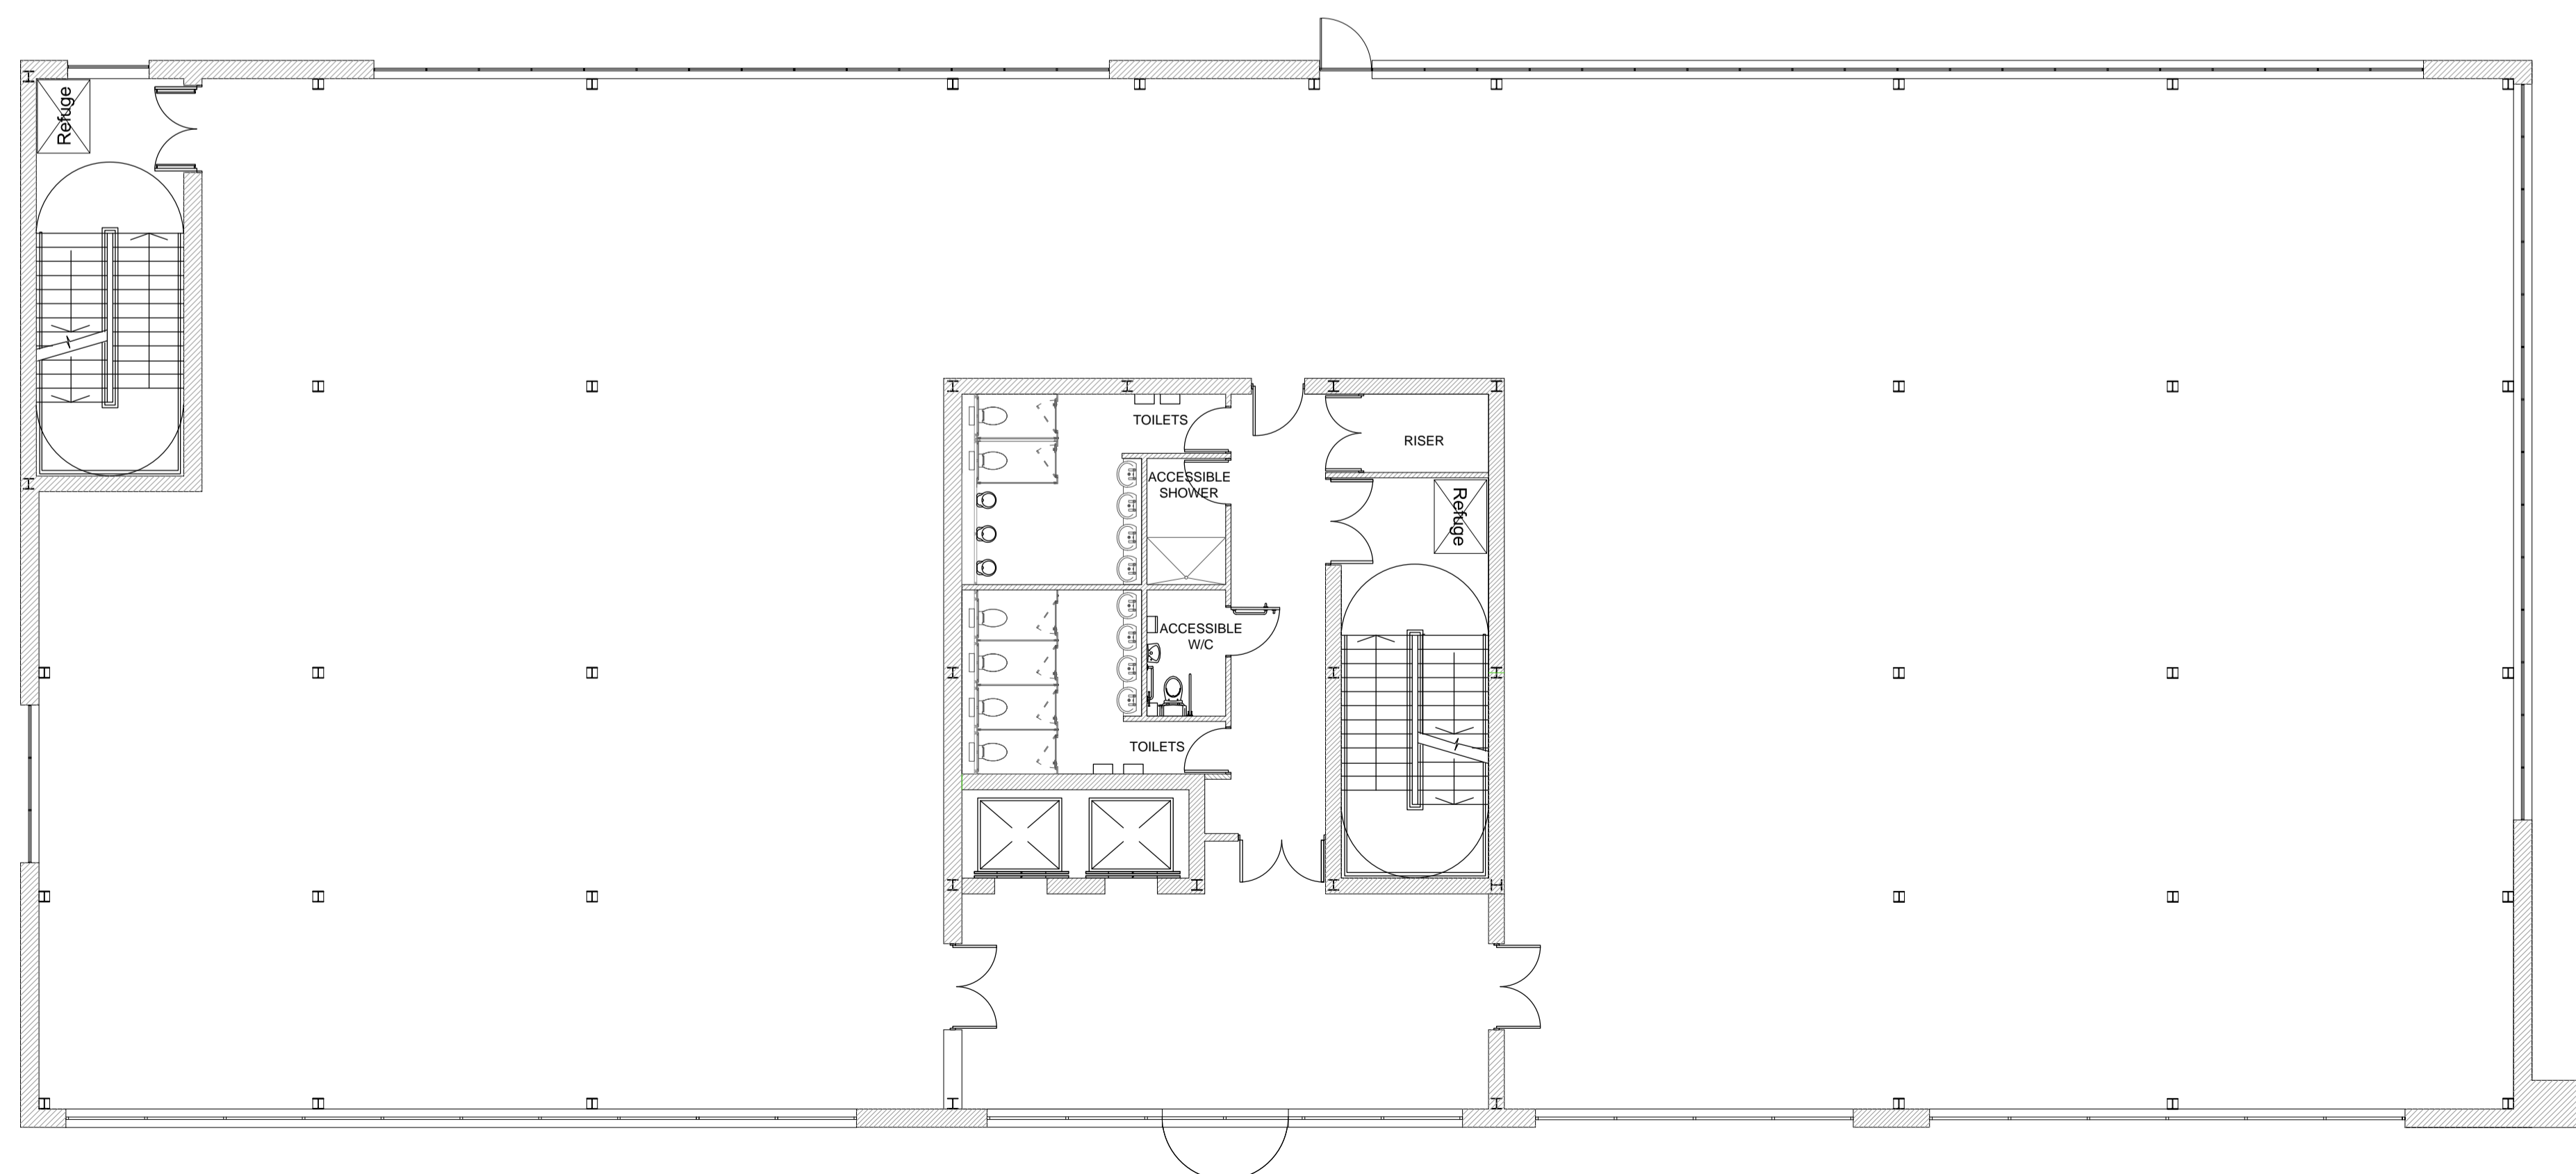 Refuge
TOILETS
RISER
ACCESSIBLE
SHOWER
Refuge
ACCESSIBLE
W/C
TOILETS